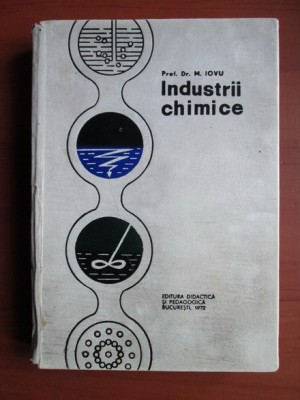 Prof. Dr. M. IOVU
Industrii
chimice
EDITURA DIDACTICĂ
ȘI PEDAGOGICĂ
BUCUREȘTI, 1972